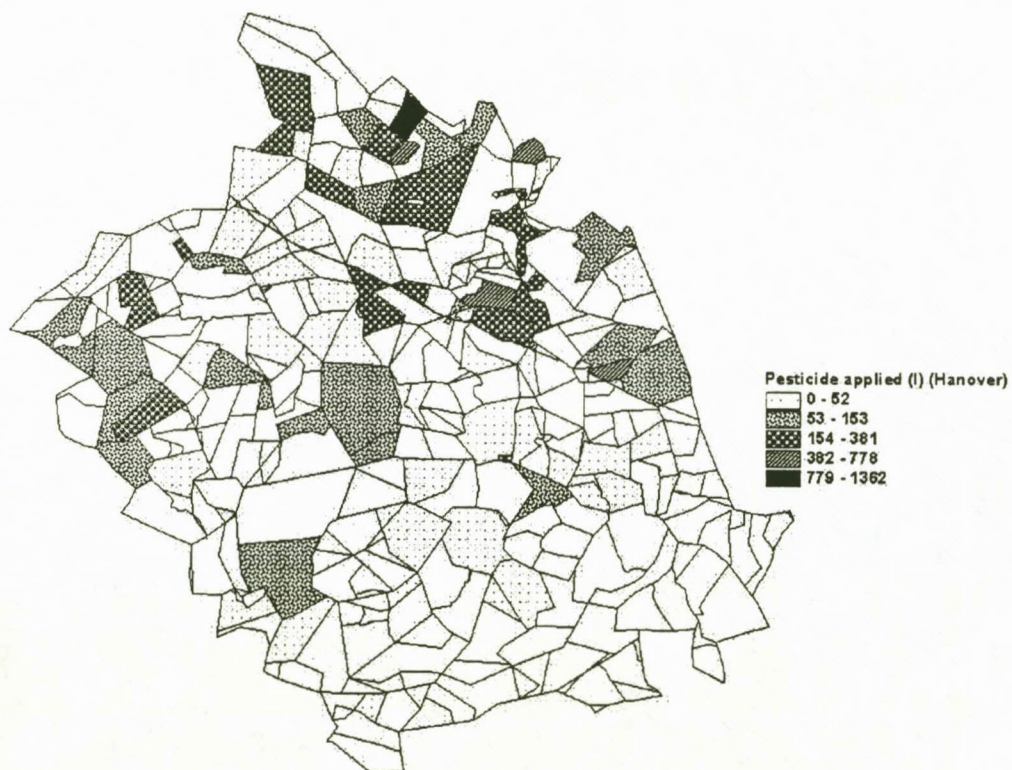 Pesticide applied (l) (Hanover)
0 - 52
53 - 153
154 - 381
382 - 778
779 - 1362